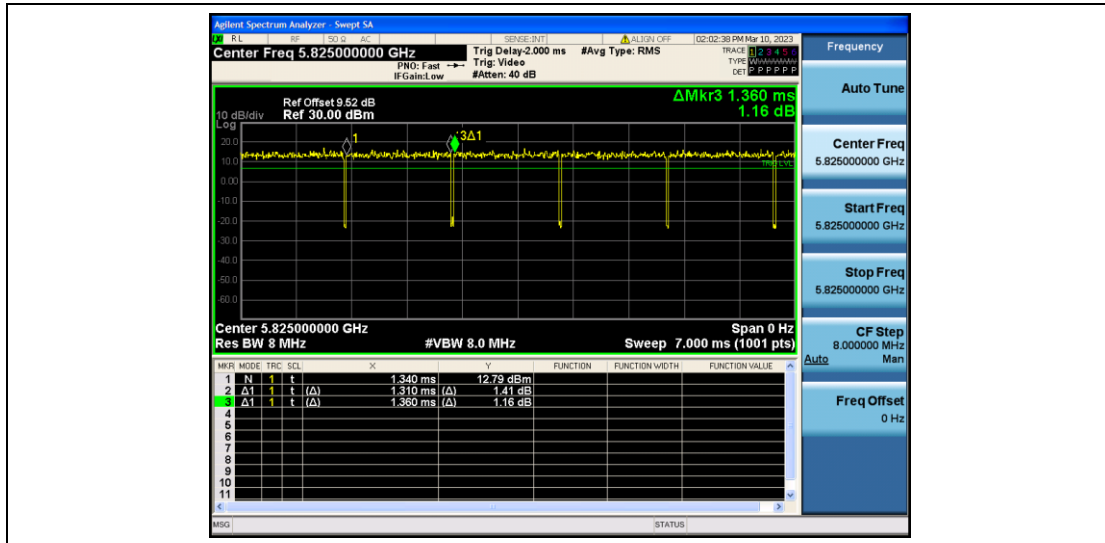 Agilent Spectrum Analyzer - Swept SA
RL RF 50 Ω AC SENSE:INT ALIGN OFF 02:02:38 PM Mar 10, 2023
Center Freq 5.825000000 GHz
PNO: Fast
IFGain:Low
Trig Delay-2.000 ms
Trig: Video
#Atten: 40 dB
#Avg Type: RMS
TRACE 1 2 3 4 5 6
TYPE
DET P P P P P P
Ref Offset 9.52 dB
10 dB/div Ref 30.00 dBm
Log
ΔMkr3 1.360 ms
1.16 dB
20.0
10.0
0.00
-10.0
-20.0
-30.0
-40.0
-50.0
-60.0
1
3Δ1
TRIG LVL
Center 5.825000000 GHz Span 0 Hz
Res BW 8 MHz #VBW 8.0 MHz Sweep 7.000 ms (1001 pts)
MKR MODE TRC SCL X Y FUNCTION FUNCTION WIDTH FUNCTION VALUE
1 N 1 t 1.340 ms 12.79 dBm
2 Δ1 1 t (Δ) 1.310 ms (Δ) 1.41 dB
3 Δ1 1 t (Δ) 1.360 ms (Δ) 1.16 dB
4
5
6
7
8
9
10
11
MSG STATUS
Frequency
Auto Tune
Center Freq
5.825000000 GHz
Start Freq
5.825000000 GHz
Stop Freq
5.825000000 GHz
CF Step
8.000000 MHz
Auto Man
Freq Offset
0 Hz